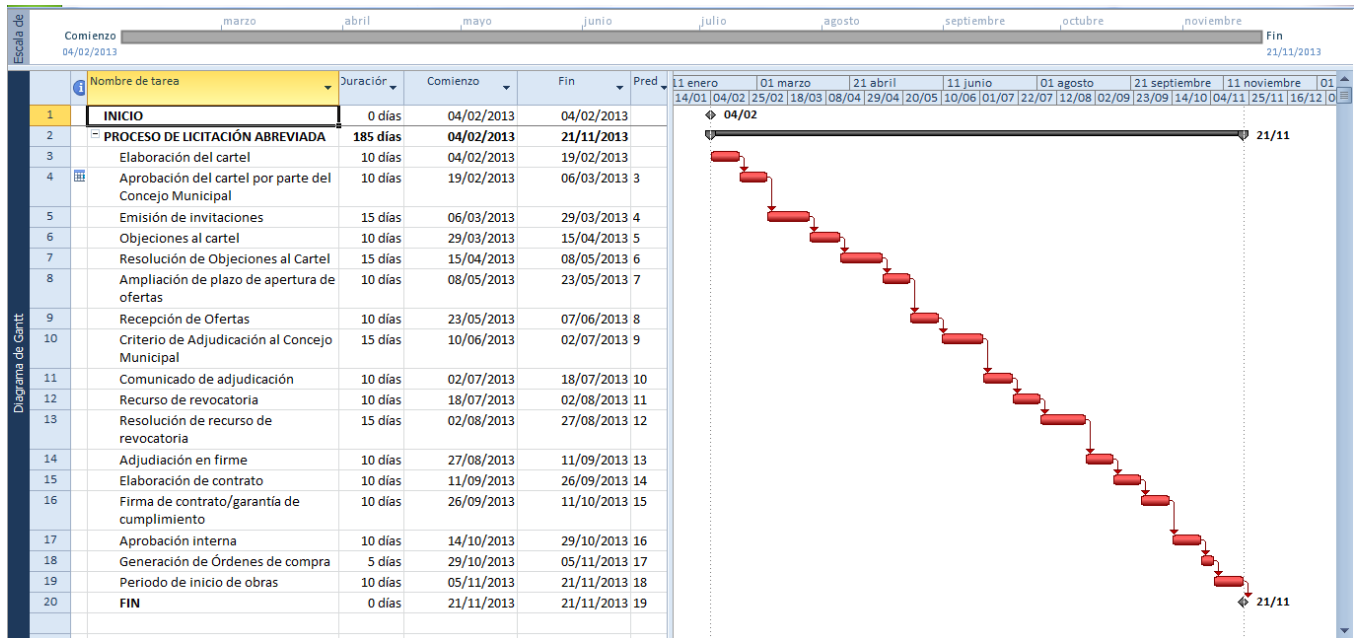 Escala de
marzo abril mayo junio julio agosto septiembre octubre noviembre
Comienzo Fin
04/02/2013 21/11/2013
Diagrama de Gantt
Nombre de tarea Duración Comienzo Fin Pred
11 enero 01 marzo 21 abril 11 junio 01 agosto 21 septiembre 11 noviembre 01
14/01 04/02 25/02 18/03 08/04 29/04 20/05 10/06 01/07 22/07 12/08 02/09 23/09 14/10 04/11 25/11 16/12 0
1 INICIO 0 días 04/02/2013 04/02/2013 04/02
2 PROCESO DE LICITACIÓN ABREVIADA 185 días 04/02/2013 21/11/2013 21/11
3 Elaboración del cartel 10 días 04/02/2013 19/02/2013
4 Aprobación del cartel por parte del 10 días 19/02/2013 06/03/2013 3
Concejo Municipal
5 Emisión de invitaciones 15 días 06/03/2013 29/03/2013 4
6 Objeciones al cartel 10 días 29/03/2013 15/04/2013 5
7 Resolución de Objeciones al Cartel 15 días 15/04/2013 08/05/2013 6
8 Ampliación de plazo de apertura de 10 días 08/05/2013 23/05/2013 7
ofertas
9 Recepción de Ofertas 10 días 23/05/2013 07/06/2013 8
10 Criterio de Adjudicación al Concejo 15 días 10/06/2013 02/07/2013 9
Municipal
11 Comunicado de adjudicación 10 días 02/07/2013 18/07/2013 10
12 Recurso de revocatoria 10 días 18/07/2013 02/08/2013 11
13 Resolución de recurso de 15 días 02/08/2013 27/08/2013 12
revocatoria
14 Adjudiación en firme 10 días 27/08/2013 11/09/2013 13
15 Elaboración de contrato 10 días 11/09/2013 26/09/2013 14
16 Firma de contrato/garantía de 10 días 26/09/2013 11/10/2013 15
cumplimiento
17 Aprobación interna 10 días 14/10/2013 29/10/2013 16
18 Generación de Órdenes de compra 5 días 29/10/2013 05/11/2013 17
19 Periodo de inicio de obras 10 días 05/11/2013 21/11/2013 18
20 FIN 0 días 21/11/2013 21/11/2013 19 21/11